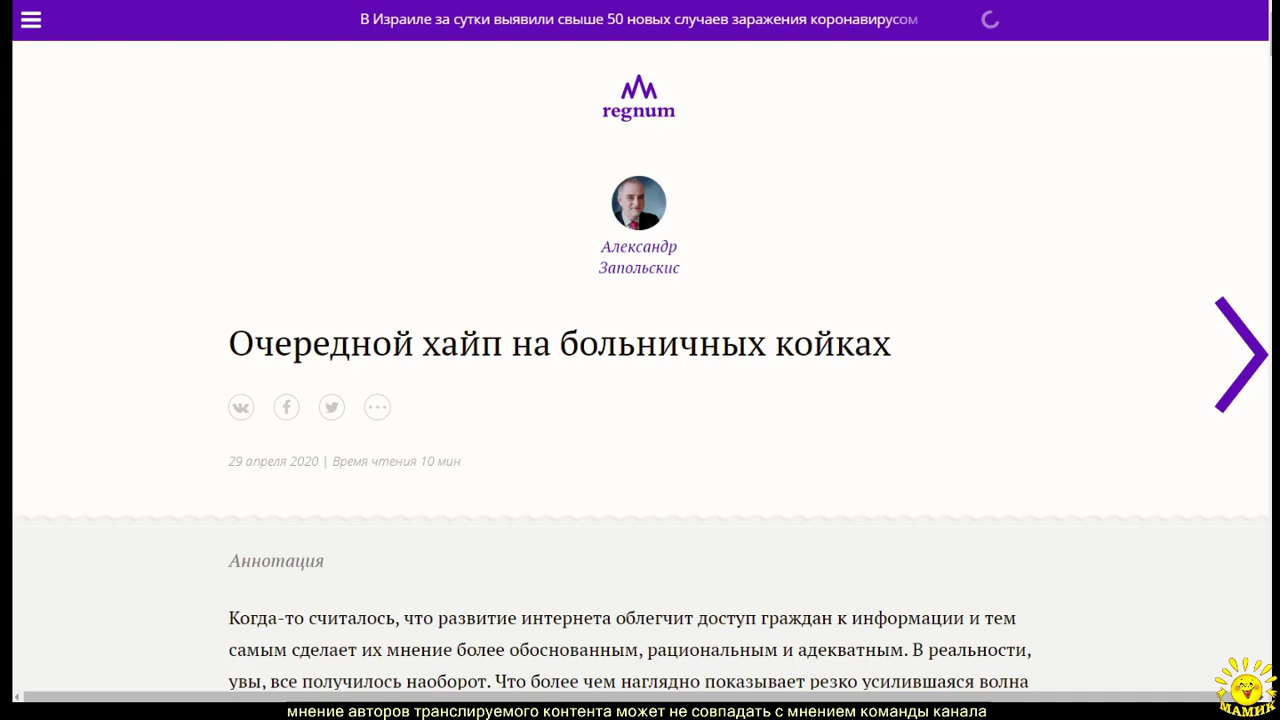 В Израиле за сутки выявили свыше 50 новых случаев заражения коронавирусом
regnum
Александр
Запольскис
Очередной хайп на больничных койках
29 апреля 2020 | Время чтения 10 мин
Аннотация
Когда-то считалось, что развитие интернета облегчит доступ граждан к информации и тем
самым сделает их мнение более обоснованным, рациональным и адекватным. В реальности,
увы, все получилось наоборот. Что более чем наглядно показывает резко усилившаяся волна
МАМИК
мнение авторов транслируемого контента может не совпадать с мнением команды канала